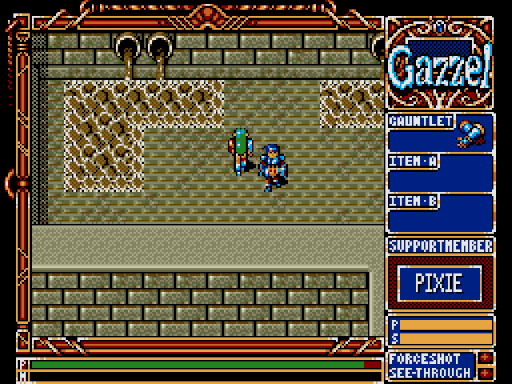 Gazzel
GAUNTLET
ITEM·A
ITEM·B
SUPPORTMEMBER
PIXIE
P
S
FORCESHOT
SEE-THROUGH
P
M